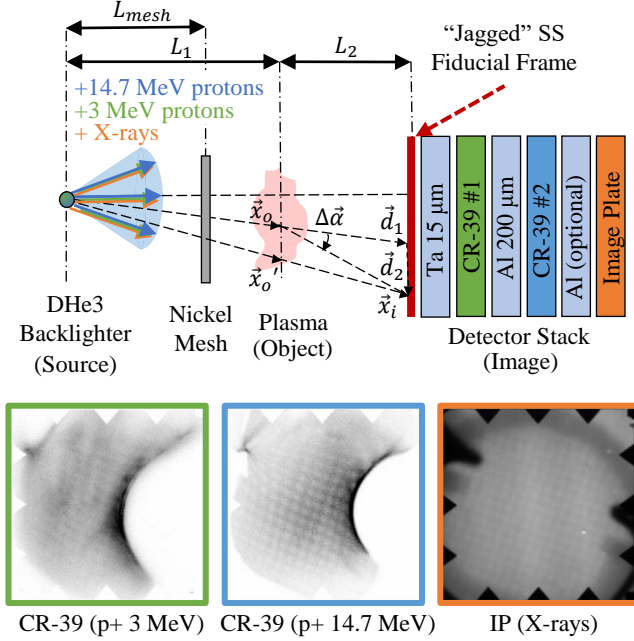 L_mesh
L_1
L_2
“Jagged” SS
Fiducial Frame
+14.7 MeV protons
+3 MeV protons
+ X-rays
x⃗_o
Δα⃗
d⃗_1
d⃗_2
x⃗_o′
x⃗_i
Ta 15 μm
CR-39 #1
Al 200 μm
CR-39 #2
Al (optional)
Image Plate
DHe3
Backlighter
(Source)
Nickel
Mesh
Plasma
(Object)
Detector Stack
(Image)
CR-39 (p+ 3 MeV)
CR-39 (p+ 14.7 MeV)
IP (X-rays)